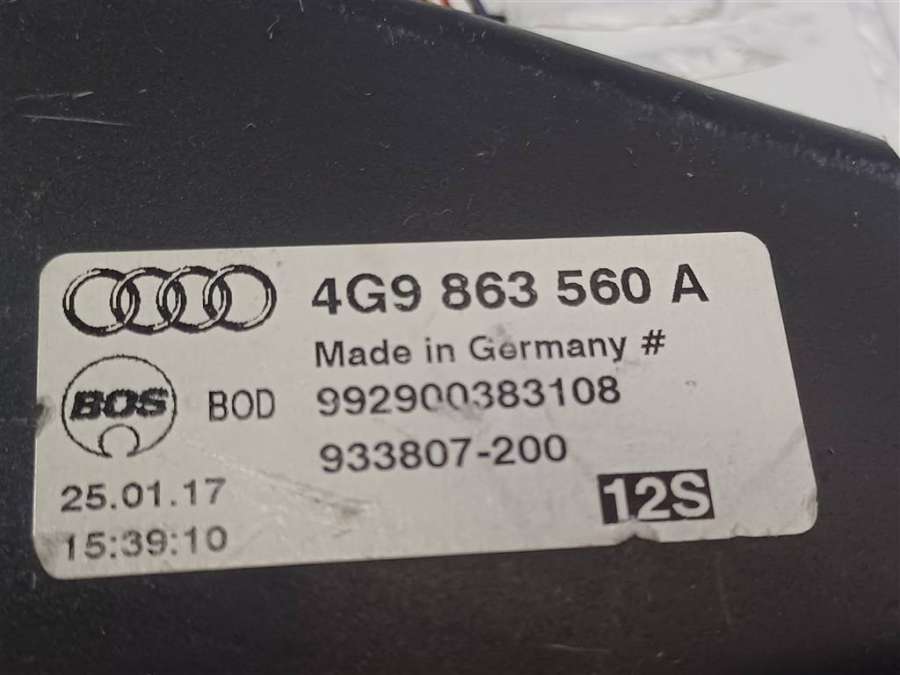 4G9 863 560 A
Made in Germany #
BOS BOD 992900383108
933807-200
25.01.17
12S
15:39:10